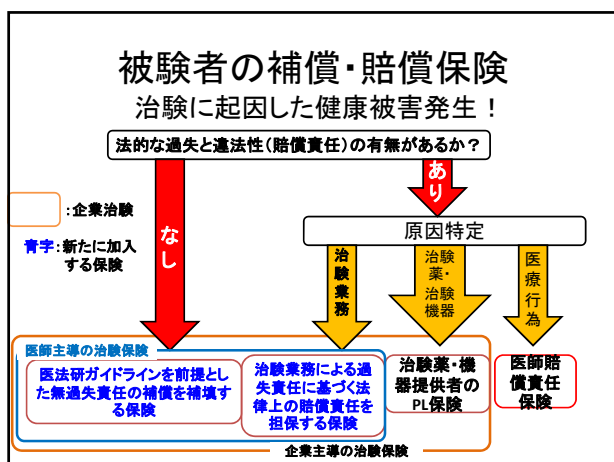 被験者の補償・賠償保険
治験に起因した健康被害発生！
法的な過失と違法性(賠償責任)の有無があるか？
：企業治験
青字：新たに加入
する保険
なし
あり
原因特定
治験業務
治験
薬・
治験
機器
医療行為
医師主導の治験保険
医法研ガイドラインを前提とし
た無過失責任の補償を補填す
る保険
治験業務による過
失責任に基づく法
律上の賠償責任を
担保する保険
治験薬・機
器提供者の
PL保険
医師賠
償責任
保険
企業主導の治験保険